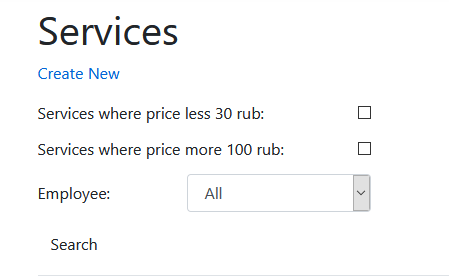 Services
Create New
Services where price less 30 rub:
Services where price more 100 rub:
Employee: All
Search